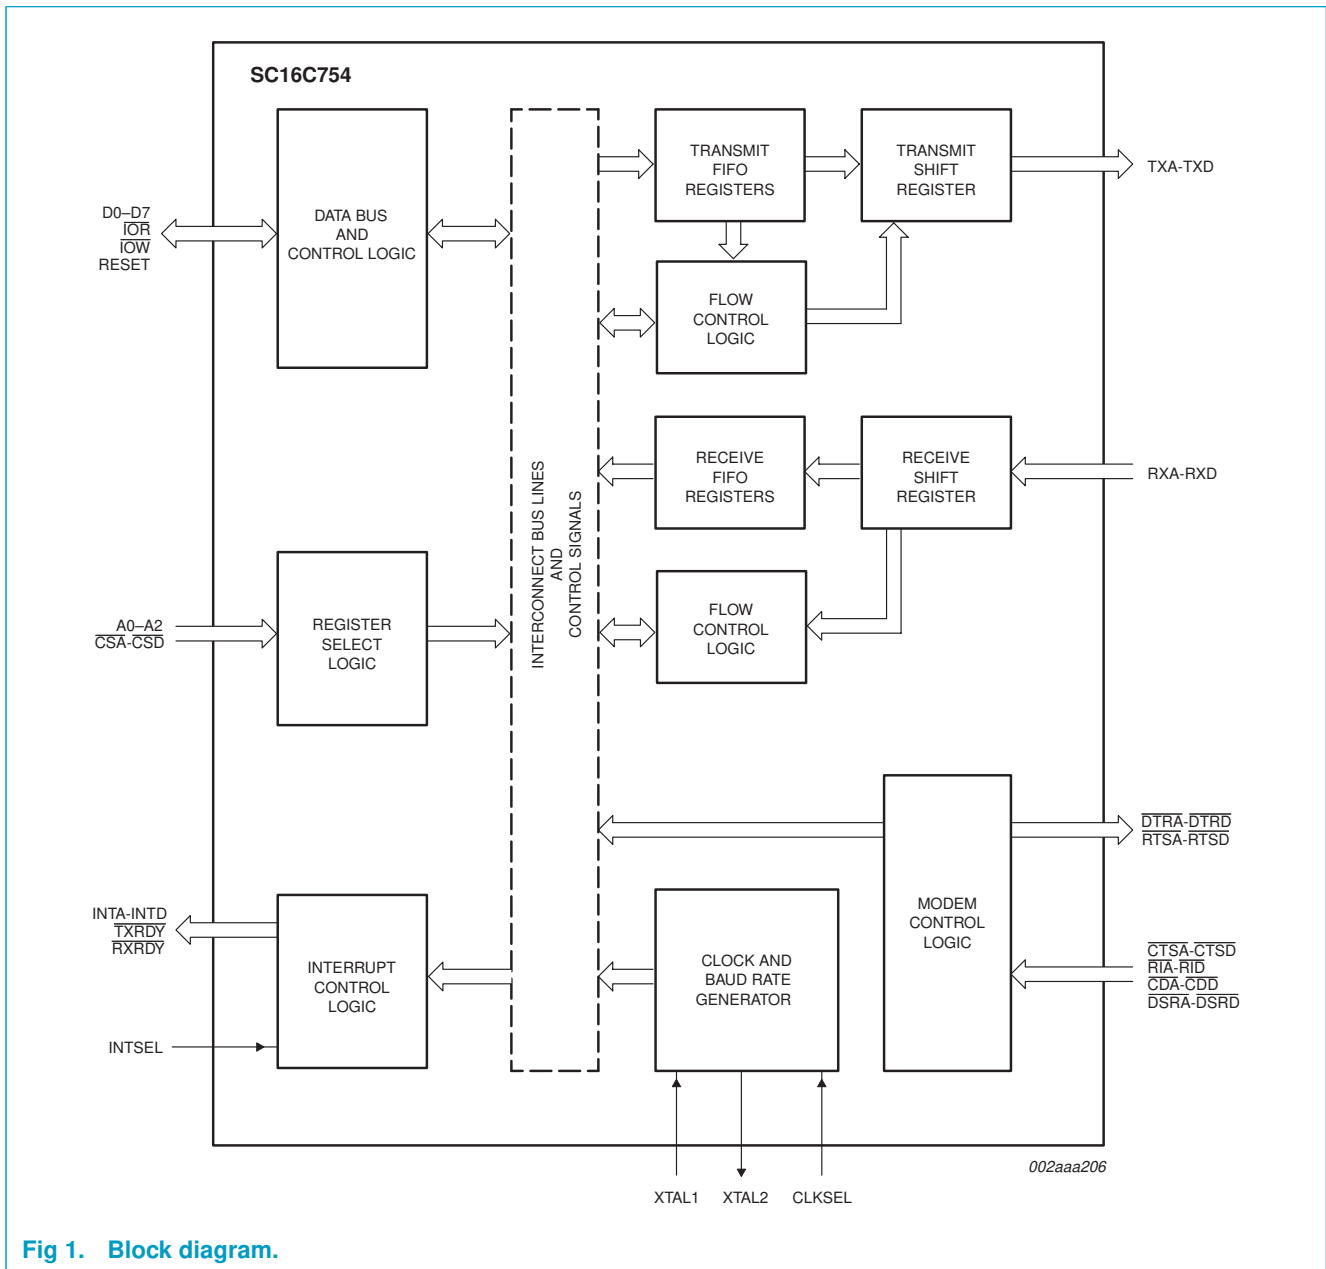 SC16C754
D0–D7
IOR
IOW
RESET
DATA BUS
AND
CONTROL LOGIC
TRANSMIT
FIFO
REGISTERS
TRANSMIT
SHIFT
REGISTER
TXA-TXD
FLOW
CONTROL
LOGIC
RECEIVE
FIFO
REGISTERS
RECEIVE
SHIFT
REGISTER
RXA-RXD
INTERCONNECT BUS LINES
AND
CONTROL SIGNALS
A0–A2
CSA-CSD
REGISTER
SELECT
LOGIC
FLOW
CONTROL
LOGIC
DTRA-DTRD
RTSA-RTSD
MODEM
CONTROL
LOGIC
CTSA-CTSD
RIA-RID
CDA-CDD
DSRA-DSRD
INTA-INTD
TXRDY
RXRDY
INTERRUPT
CONTROL
LOGIC
INTSEL
CLOCK AND
BAUD RATE
GENERATOR
XTAL1 XTAL2 CLKSEL
002aaa206
Fig 1. Block diagram.